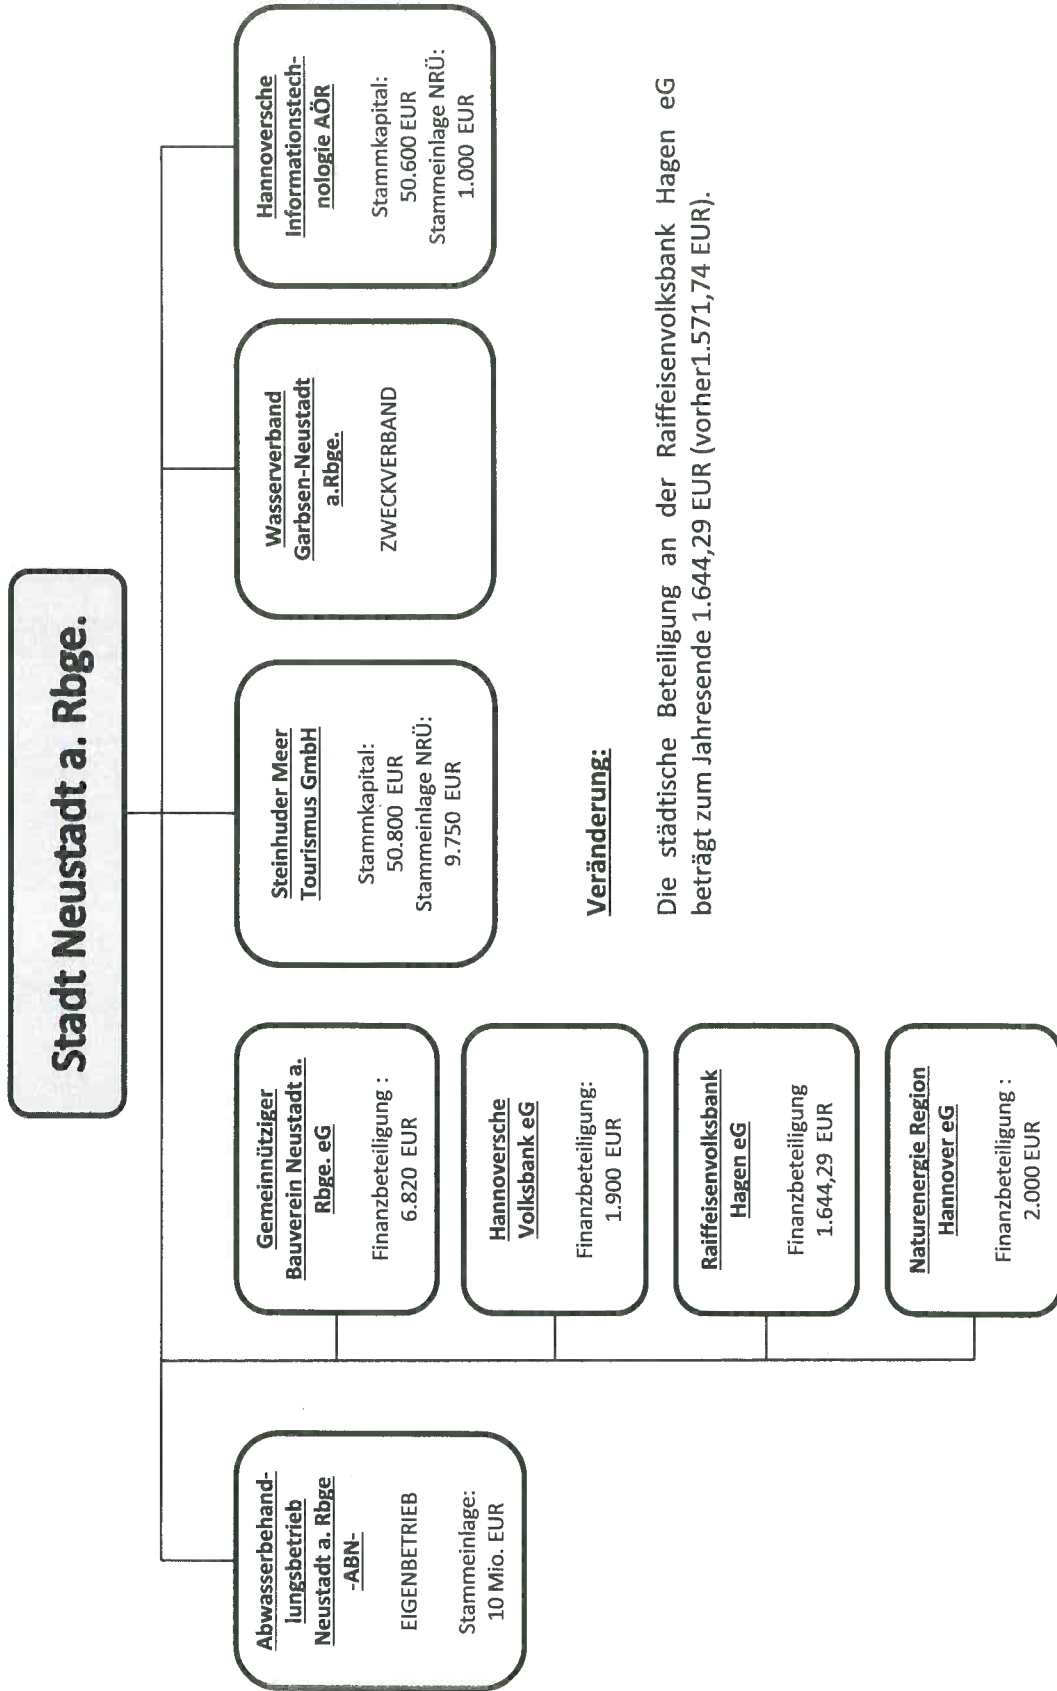 Stadt Neustadt a. Rbge.
Abwasserbehand-
lungsbetrieb
Neustadt a. Rbge
-ABN-
EIGENBETRIEB
Stammeinlage:
10 Mio. EUR
Gemeinnütziger
Bauverein Neustadt a.
Rbge. eG
Finanzbeteiligung :
6.820 EUR
Hannoversche
Volksbank eG
Finanzbeteiligung:
1.900 EUR
Raiffeisenvolksbank
Hagen eG
Finanzbeteiligung
1.644,29 EUR
Naturenergie Region
Hannover eG
Finanzbeteiligung :
2.000 EUR
Steinhuder Meer
Tourismus GmbH
Stammkapital:
50.800 EUR
Stammeinlage NRÜ:
9.750 EUR
Wasserverband
Garbsen-Neustadt
a.Rbge.
ZWECKVERBAND
Hannoversche
Informationstech-
nologie AÖR
Stammkapital:
50.600 EUR
Stammeinlage NRÜ:
1.000 EUR
Veränderung:
Die städtische Beteiligung an der Raiffeisenvolksbank Hagen eG
beträgt zum Jahresende 1.644,29 EUR (vorher1.571,74 EUR).